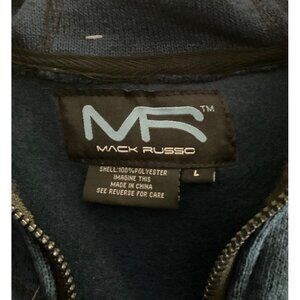 MR™
MACK RUSSO
L
SHELL:100%POLYESTER
IMAGINE THIS
MADE IN CHINA
SEE REVERSE FOR CARE